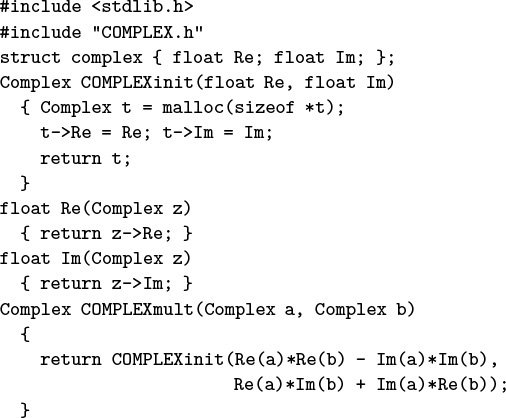 #include <stdlib.h>
#include "COMPLEX.h"
struct complex { float Re; float Im; };
Complex COMPLEXinit(float Re, float Im)
  { Complex t = malloc(sizeof *t);
    t->Re = Re; t->Im = Im;
    return t;
  }
float Re(Complex z)
  { return z->Re; }
float Im(Complex z)
  { return z->Im; }
Complex COMPLEXmult(Complex a, Complex b)
  {
    return COMPLEXinit(Re(a)*Re(b) - Im(a)*Im(b),
                       Re(a)*Im(b) + Im(a)*Re(b));
  }